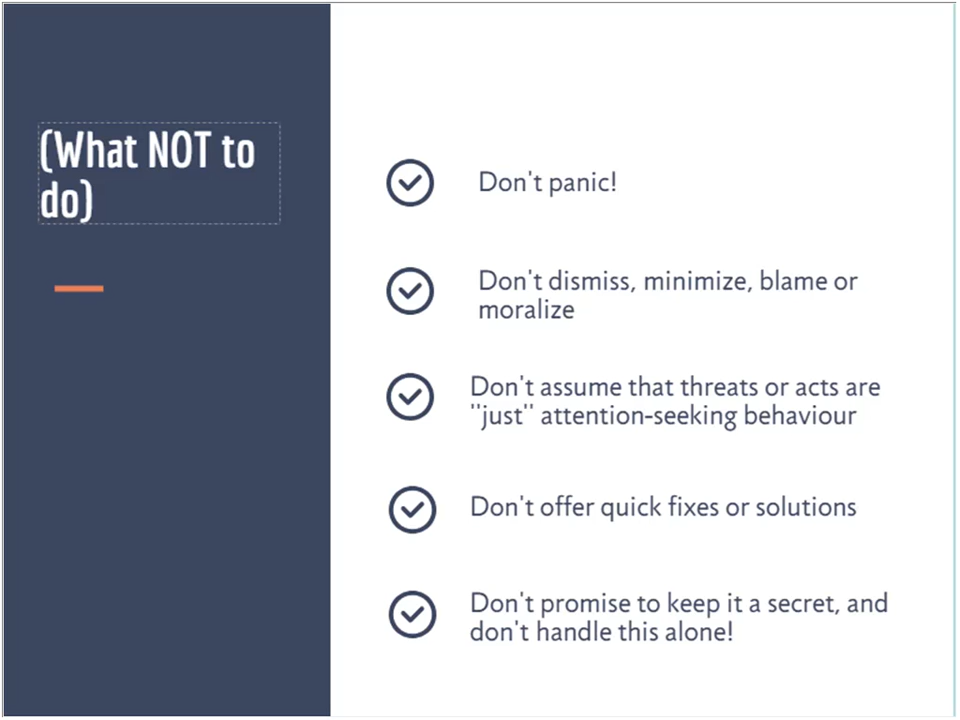 (What NOT to
do)
Don't panic!
Don't dismiss, minimize, blame or
moralize
Don't assume that threats or acts are
"just" attention-seeking behaviour
Don't offer quick fixes or solutions
Don't promise to keep it a secret, and
don't handle this alone!